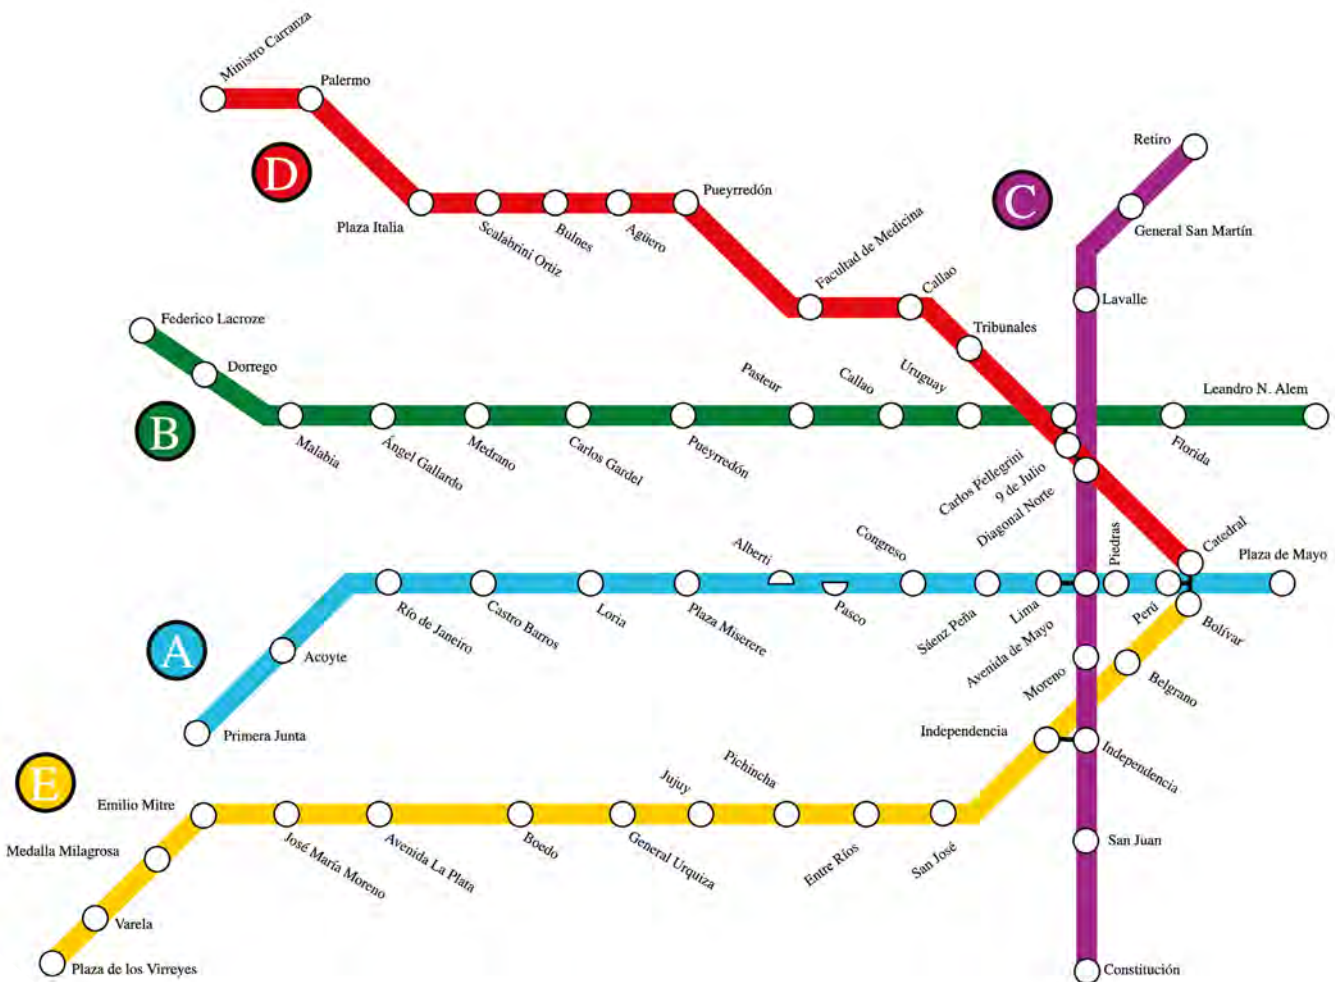 Ministro Carranza
Palermo
D
Plaza Italia
Scalabrini Ortiz
Bulnes
Agüero
Pueyrredón
Facultad de Medicina
Callao
Tribunales
C
Retiro
General San Martín
Lavalle
Federico Lacroze
Dorrego
B
Malabia
Ángel Gallardo
Medrano
Carlos Gardel
Pueyrredón
Pasteur
Callao
Uruguay
Carlos Pellegrini
9 de Julio
Diagonal Norte
Florida
Leandro N. Alem
Catedral
Plaza de Mayo
A
Primera Junta
Acoyte
Río de Janeiro
Castro Barros
Loria
Plaza Miserere
Alberti
Pasco
Congreso
Sáenz Peña
Lima
Avenida de Mayo
Piedras
Perú
Bolívar
Moreno
Belgrano
Independencia
Independencia
San Juan
Constitución
E
Emilio Mitre
Medalla Milagrosa
Varela
Plaza de los Virreyes
José María Moreno
Avenida La Plata
Boedo
General Urquiza
Jujuy
Pichincha
Entre Ríos
San José